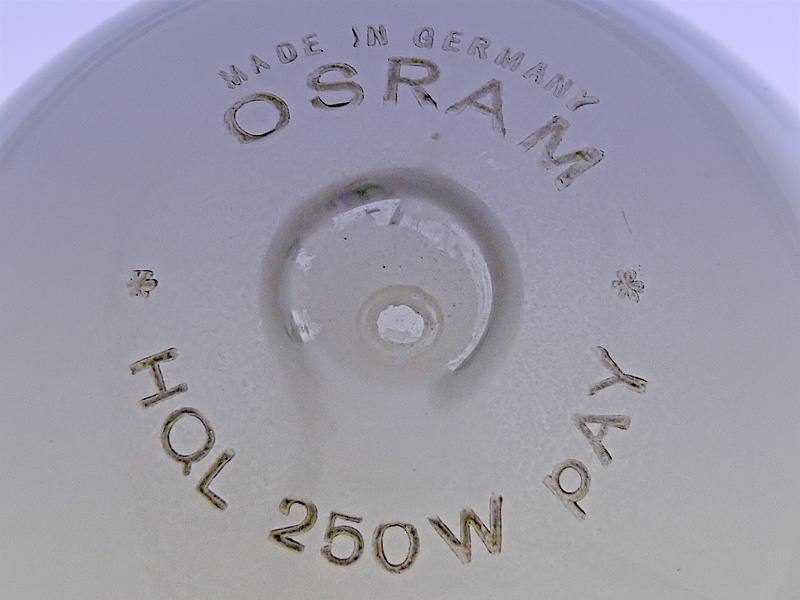 MADE IN GERMANY
OSRAM
* *
HQL 250W pAY